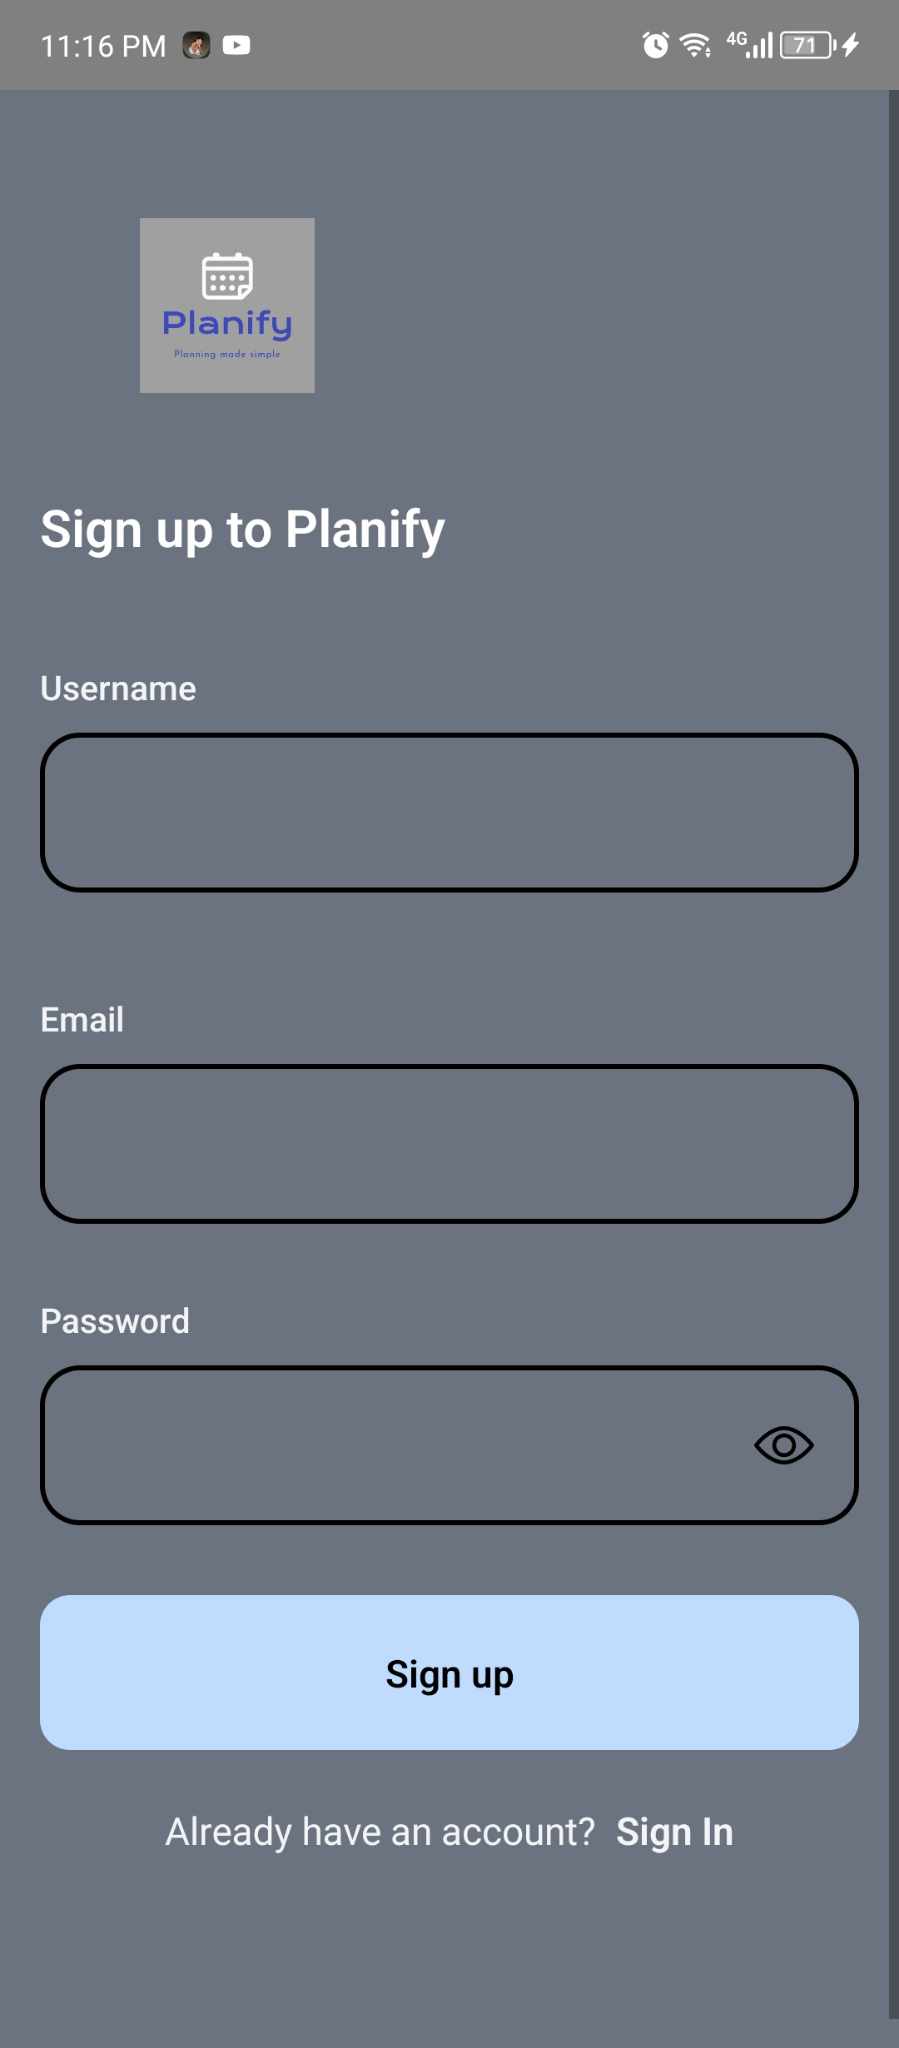 11:16 PM 4G 71
Planify
Planning made simple
Sign up to Planify
Username
Email
Password
Sign up
Already have an account? Sign In